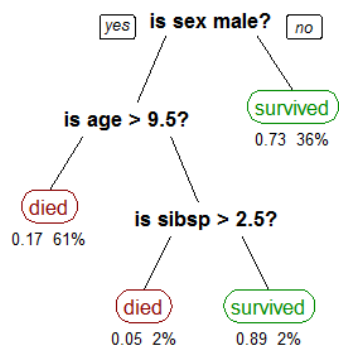 is sex male?
yes
no
survived
0.73 36%
is age > 9.5?
died
0.17 61%
is sibsp > 2.5?
died
0.05 2%
survived
0.89 2%